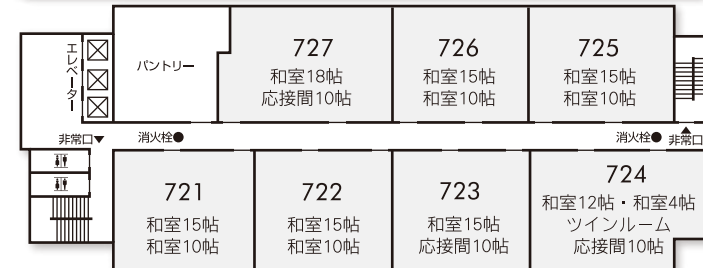 エレベーター
パントリー
727
和室18帖
応接間10帖
726
和室15帖
和室10帖
725
和室15帖
和室10帖
非常口▼
消火栓●
消火栓●
▲
非常口
721
和室15帖
和室10帖
722
和室15帖
和室10帖
723
和室15帖
応接間10帖
724
和室12帖・和室4帖
ツインルーム
応接間10帖